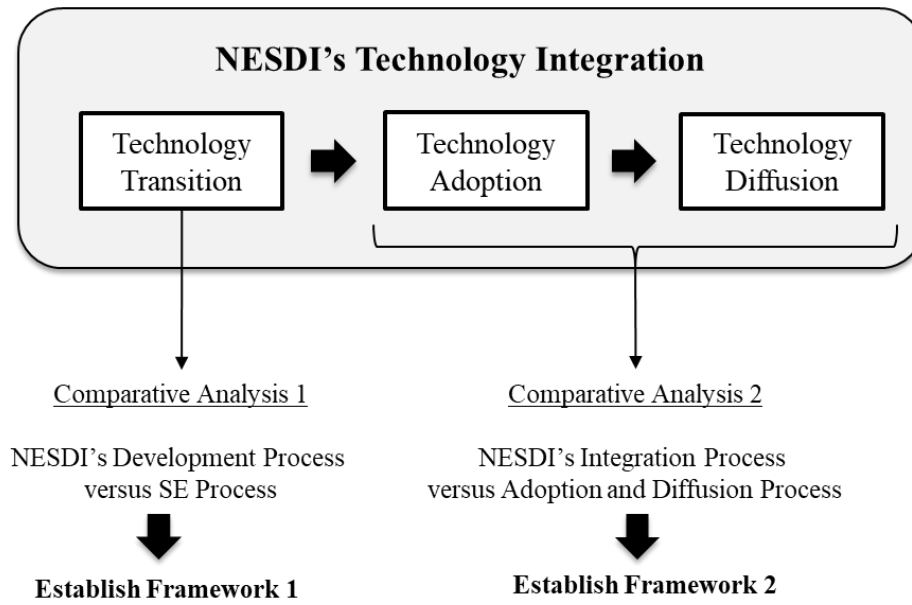 NESDI’s Technology Integration
Technology
Transition
Technology
Adoption
Technology
Diffusion
Comparative Analysis 1
NESDI’s Development Process
versus SE Process
Establish Framework 1
Comparative Analysis 2
NESDI’s Integration Process
versus Adoption and Diffusion Process
Establish Framework 2